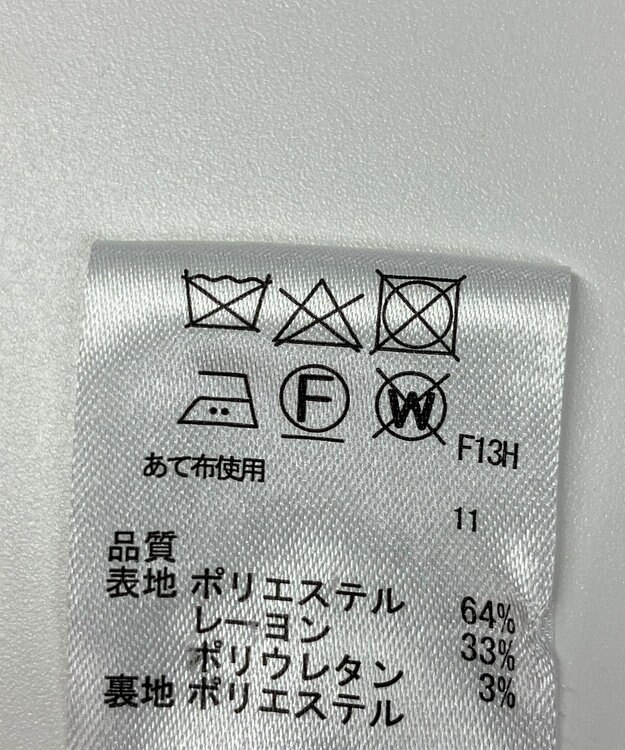 F W
F13H
あて布使用
11
品質
表地 ポリエステル 64%
レーヨン 33%
ポリウレタン 3%
裏地 ポリエステル